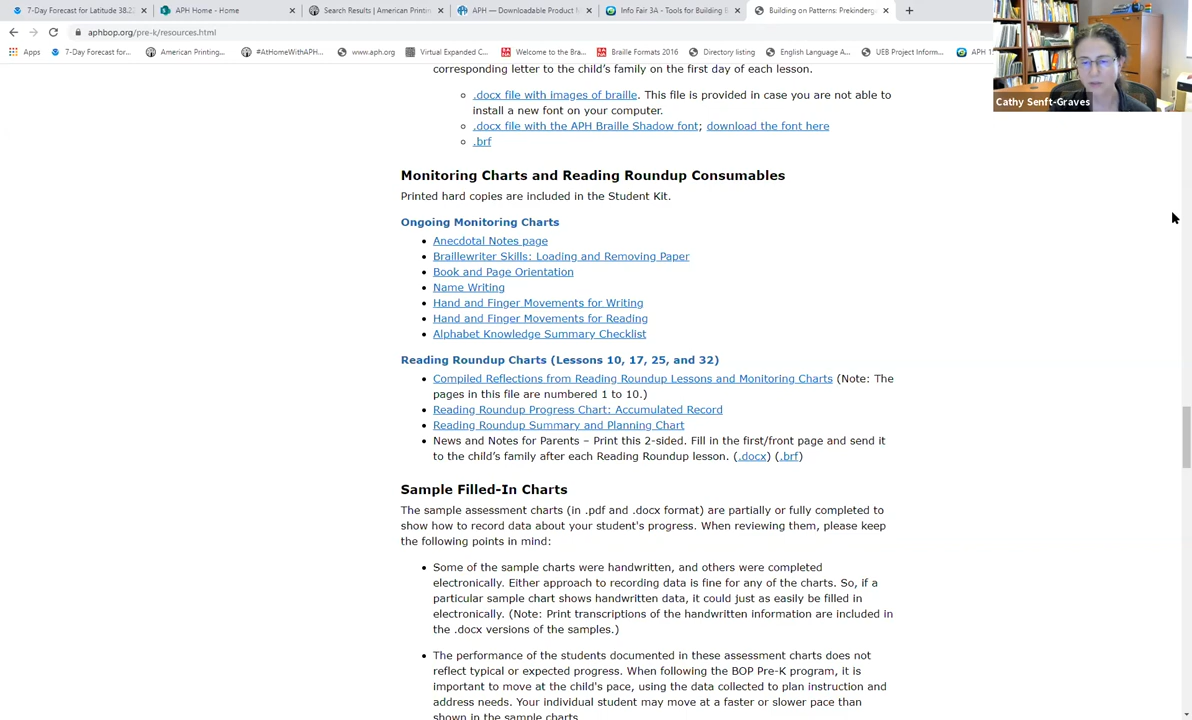 7-Day Forecast for Latitude 38.2
APH Home - Home
Search Results | American Printin
APH — Downloadable Product M
Info Fair 3A - Tools for Building B
Building on Patterns: Prekinderga
aphbop.org/pre-k/resources.html
Apps
7-Day Forecast for...
American Printing...
#AtHomeWithAPH...
www.aph.org
Virtual Expanded C...
Welcome to the Bra...
Braille Formats 2016
Directory listing
English Language A...
UEB Project Inform...
APH 1
Cathy Senft-Graves
corresponding letter to the child's family on the first day of each lesson.
.docx file with images of braille. This file is provided in case you are not able to
install a new font on your computer.
.docx file with the APH Braille Shadow font; download the font here
.brf
Monitoring Charts and Reading Roundup Consumables
Printed hard copies are included in the Student Kit.
Ongoing Monitoring Charts
Anecdotal Notes page
Braillewriter Skills: Loading and Removing Paper
Book and Page Orientation
Name Writing
Hand and Finger Movements for Writing
Hand and Finger Movements for Reading
Alphabet Knowledge Summary Checklist
Reading Roundup Charts (Lessons 10, 17, 25, and 32)
Compiled Reflections from Reading Roundup Lessons and Monitoring Charts (Note: The
pages in this file are numbered 1 to 10.)
Reading Roundup Progress Chart: Accumulated Record
Reading Roundup Summary and Planning Chart
News and Notes for Parents – Print this 2-sided. Fill in the first/front page and send it
to the child's family after each Reading Roundup lesson. (.docx) (.brf)
Sample Filled-In Charts
The sample assessment charts (in .pdf and .docx format) are partially or fully completed to
show how to record data about your student's progress. When reviewing them, please keep
the following points in mind:
Some of the sample charts were handwritten, and others were completed
electronically. Either approach to recording data is fine for any of the charts. So, if a
particular sample chart shows handwritten data, it could just as easily be filled in
electronically. (Note: Print transcriptions of the handwritten information are included in
the .docx versions of the samples.)
The performance of the students documented in these assessment charts does not
reflect typical or expected progress. When following the BOP Pre-K program, it is
important to move at the child's pace, using the data collected to plan instruction and
address needs. Your individual student may move at a faster or slower pace than
shown in the sample charts.